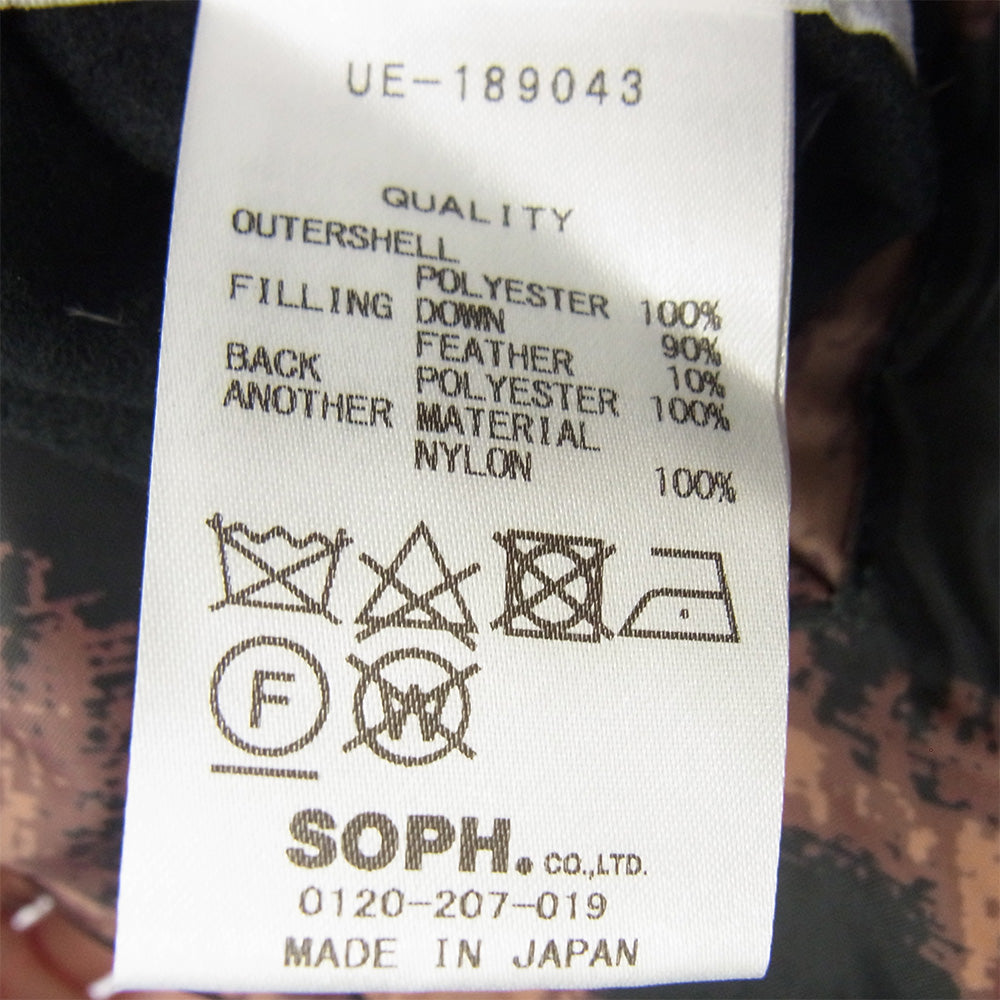 UE-189043
QUALITY
OUTERSHELL
POLYESTER 100%
FILLING DOWN 90%
FEATHER 10%
BACK POLYESTER 100%
ANOTHER MATERIAL
NYLON 100%
F
W
SOPH. CO.,LTD.
0120-207-019
MADE IN JAPAN